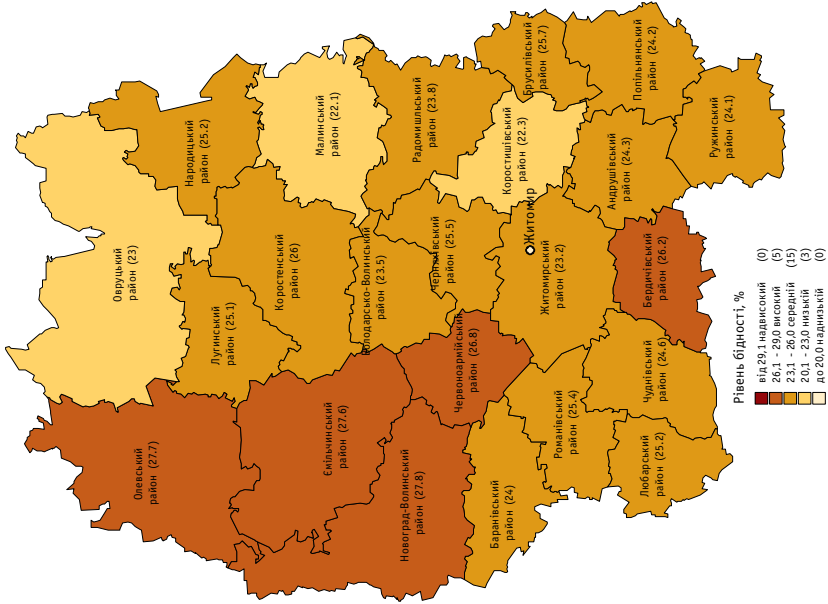 Олевський
район (27.7)
Овруцький
район (23)
Народицький
район (25.2)
Лугинський
район (25.1)
Коростенський
район (26)
Малинський
район (22.1)
Ємільчинський
район (27.6)
Новоград-Волинський
район (27.8)
Червоноармійський
район (26.8)
Володарсько-Волинський
район (23.5)
Черняхівський
район (25.5)
Радомишльський
район (23.8)
Коростишівський
район (22.3)
Брусилівський
район (25.7)
Попільнянський
район (24.2)
Житомир
Житомирський
район (23.2)
Андрушівський
район (24.3)
Ружинський
район (24.1)
Баранівський
район (24)
Романівський
район (25.4)
Любарський
район (25.2)
Чуднівський
район (24.6)
Бердичівський
район (26.2)
Рівень бідності, %
від 29,1 надвисокий (0)
26,1 - 29,0 високий (5)
23,1 - 26,0 середній (15)
20,1 - 23,0 низькій (3)
до 20,0 наднизькій (0)